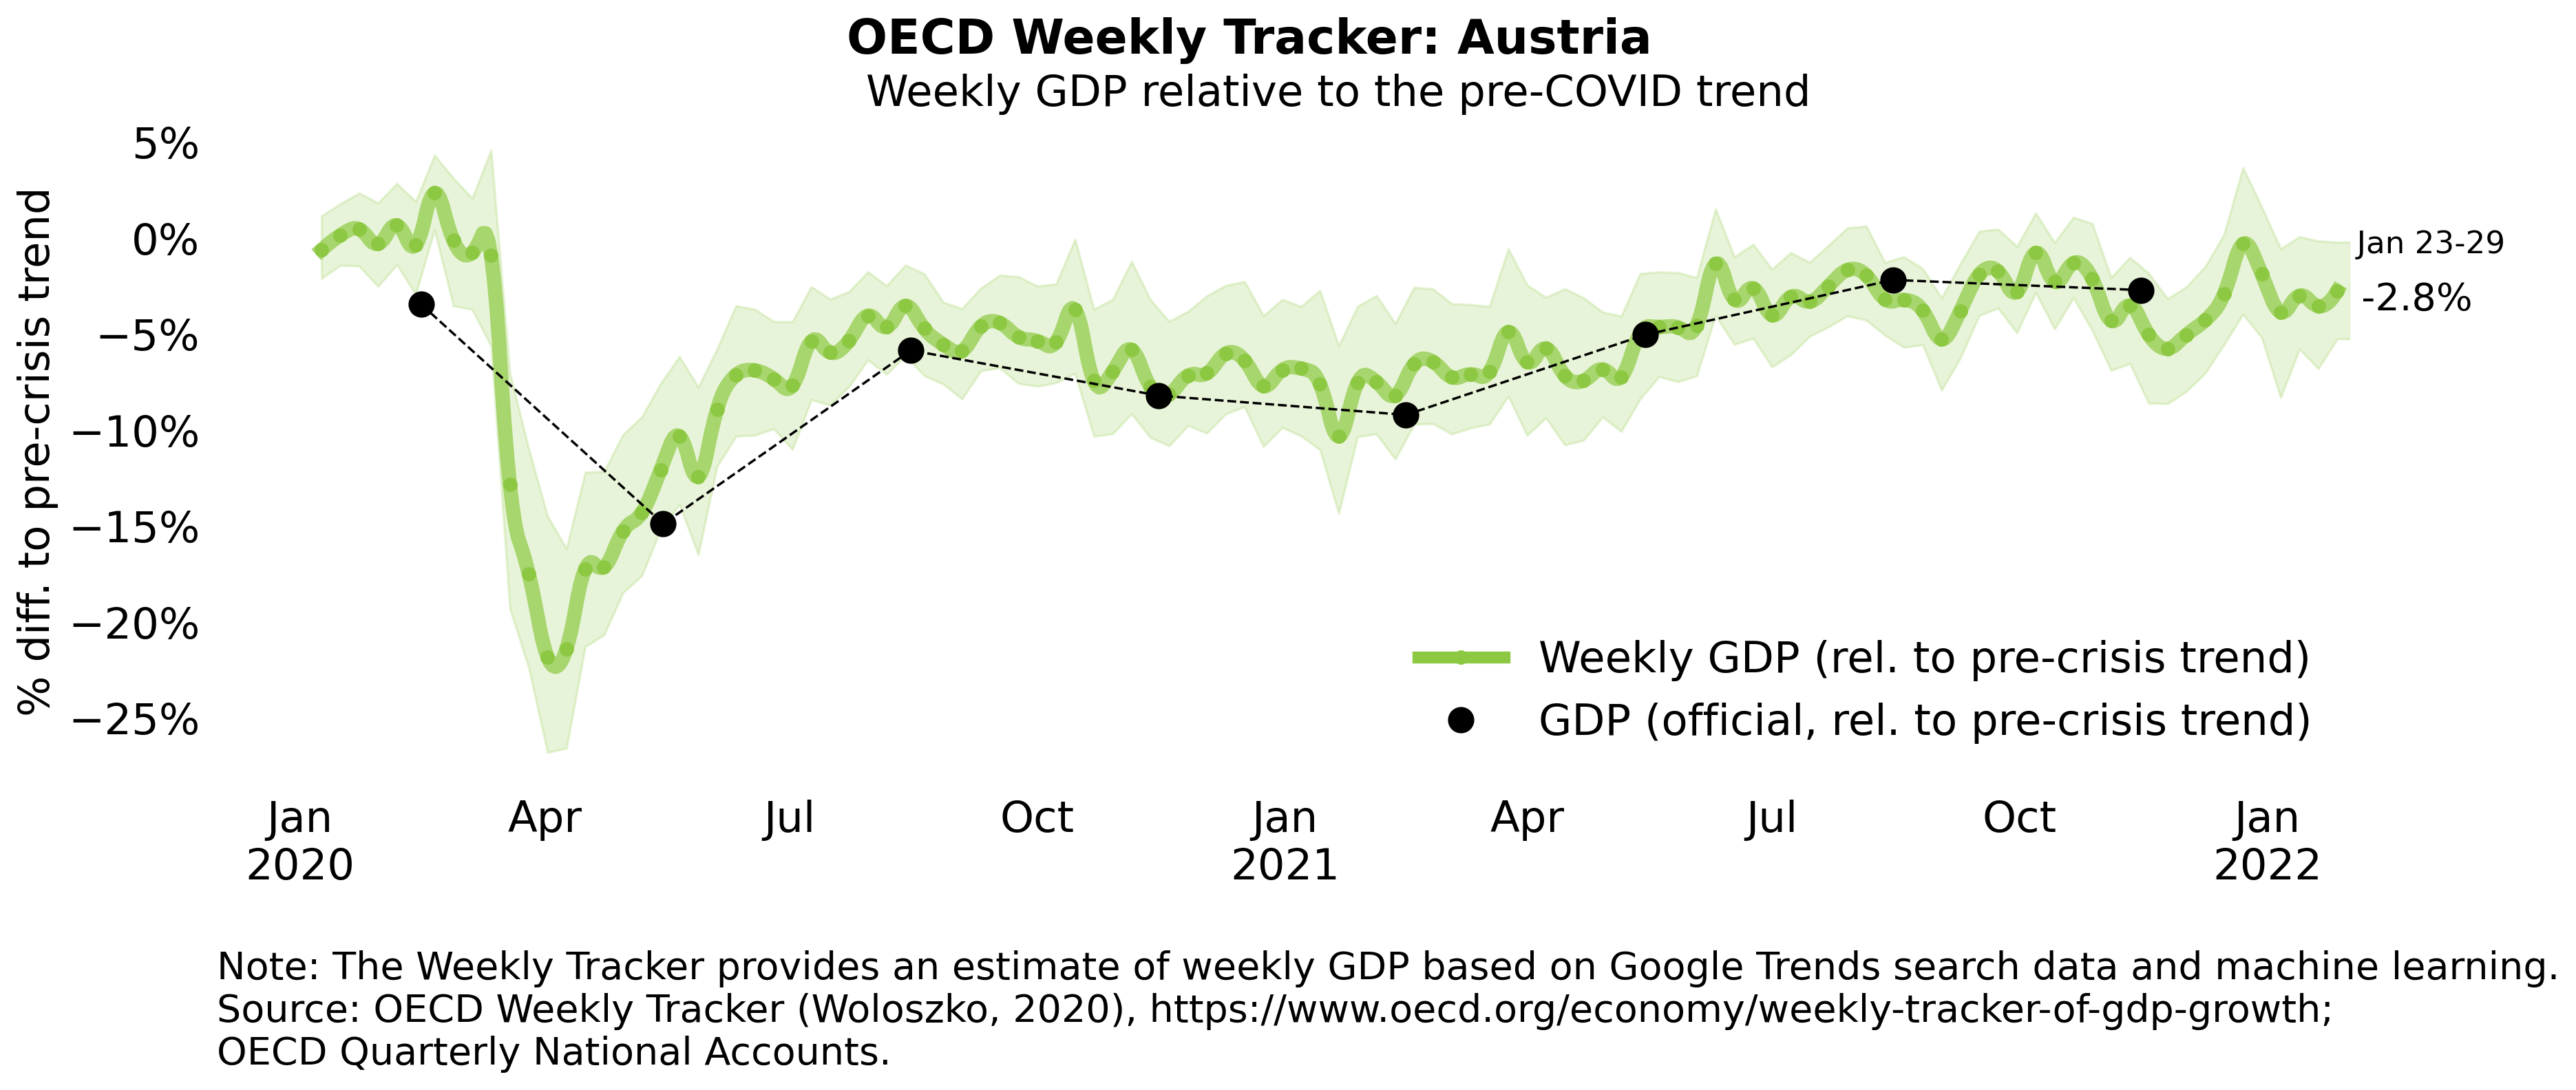 OECD Weekly Tracker: Austria
Weekly GDP relative to the pre-COVID trend
% diff. to pre-crisis trend
5%
0%
−5%
−10%
−15%
−20%
−25%
Jan 23-29
-2.8%
Weekly GDP (rel. to pre-crisis trend)
GDP (official, rel. to pre-crisis trend)
Jan Apr Jul Oct Jan Apr Jul Oct Jan
2020 2021 2022
Note: The Weekly Tracker provides an estimate of weekly GDP based on Google Trends search data and machine learning.
Source: OECD Weekly Tracker (Woloszko, 2020), https://www.oecd.org/economy/weekly-tracker-of-gdp-growth;
OECD Quarterly National Accounts.